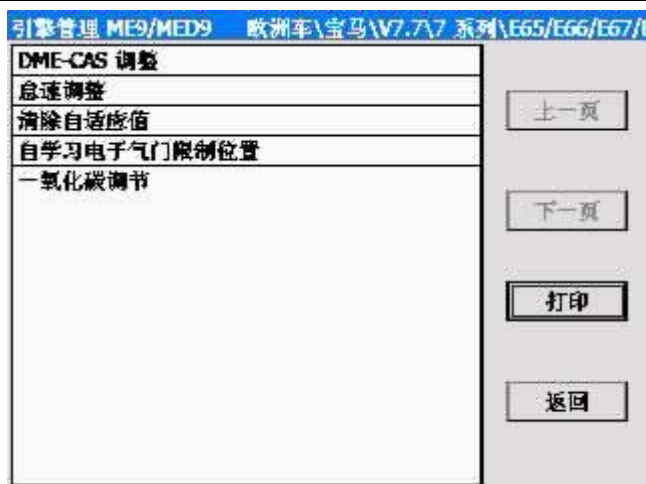 引擎管理 ME9/MED9 欧洲车\宝马\V7.7\7 系列\E65/E66/E67/
DME-CAS 调整
怠速调整
清除自适应值
自学习电子气门限制位置
一氧化碳调节
上一页
下一页
打印
返回